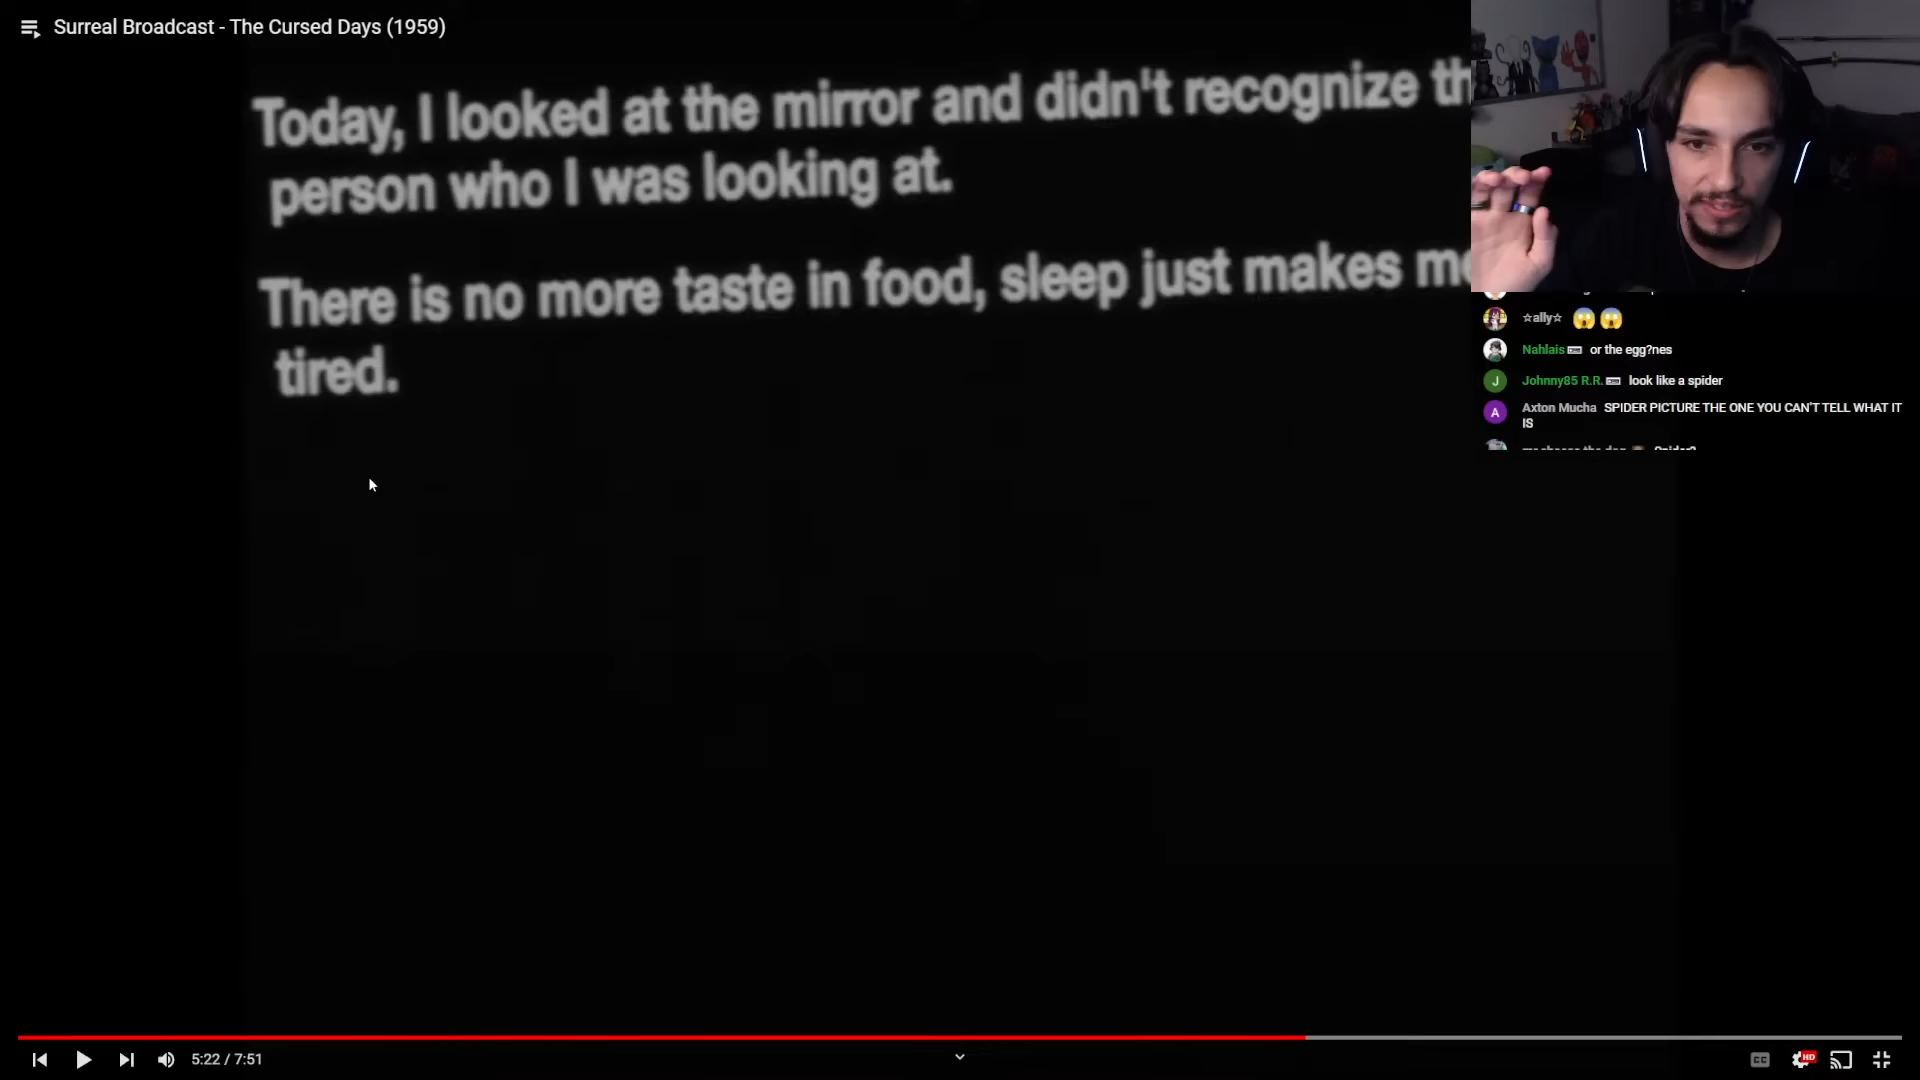 Surreal Broadcast - The Cursed Days (1959)
Today, I looked at the mirror and didn't recognize
person who I was looking at.
There is no more taste in food, sleep just makes
tired.
☆ally☆ 😱😱
Nahlais or the egg?nes
Johnny85 R.R. look like a spider
Axton Mucha SPIDER PICTURE THE ONE YOU CAN'T TELL WHAT IT
IS
J
A
5:22 / 7:51
CC
HD